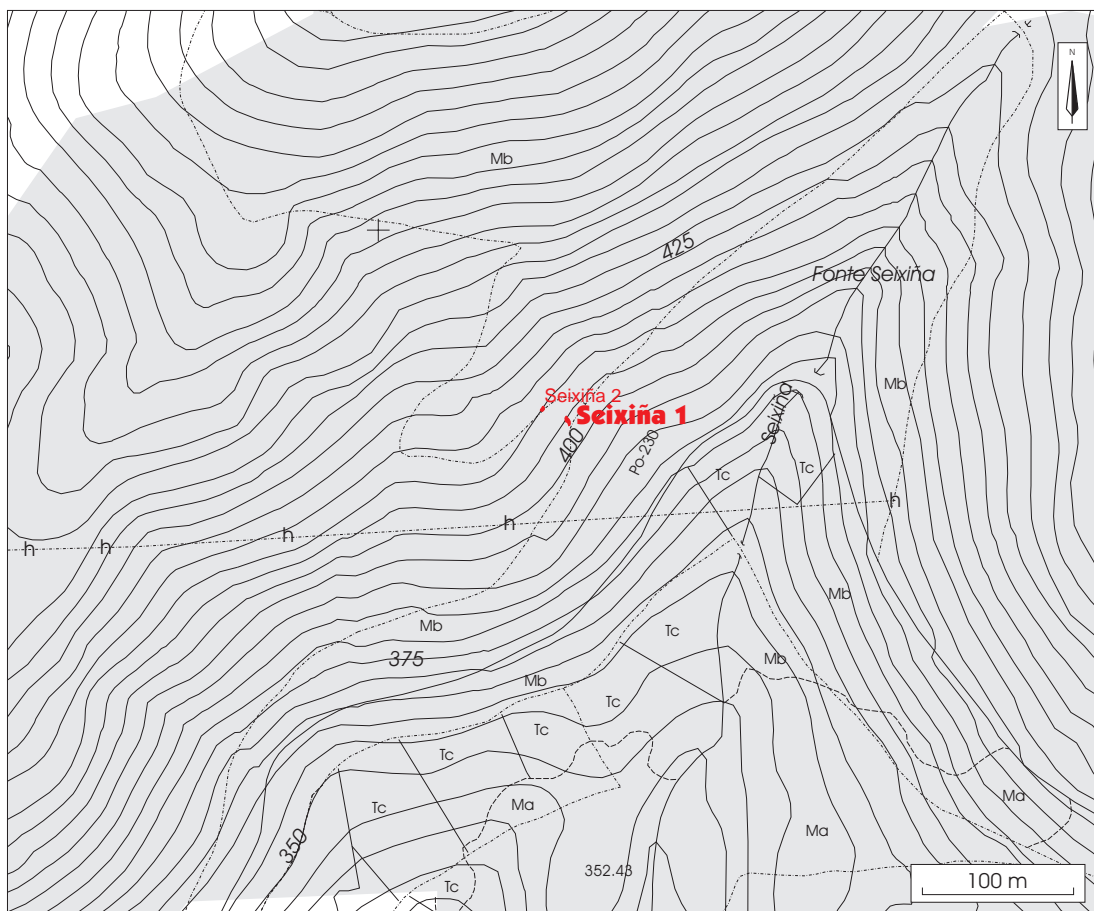 N
Mb
425
Fonte Seixiña
Mb
Seixiña 2
Seixiña 1
Seixiña
400
Po-230
Tc
Tc
h
h
h
h
h
Mb
Mb
Tc
375
Mb
Mb
Tc
Tc
Tc
Tc
Ma
Ma
Ma
350
352.43
Tc
100 m